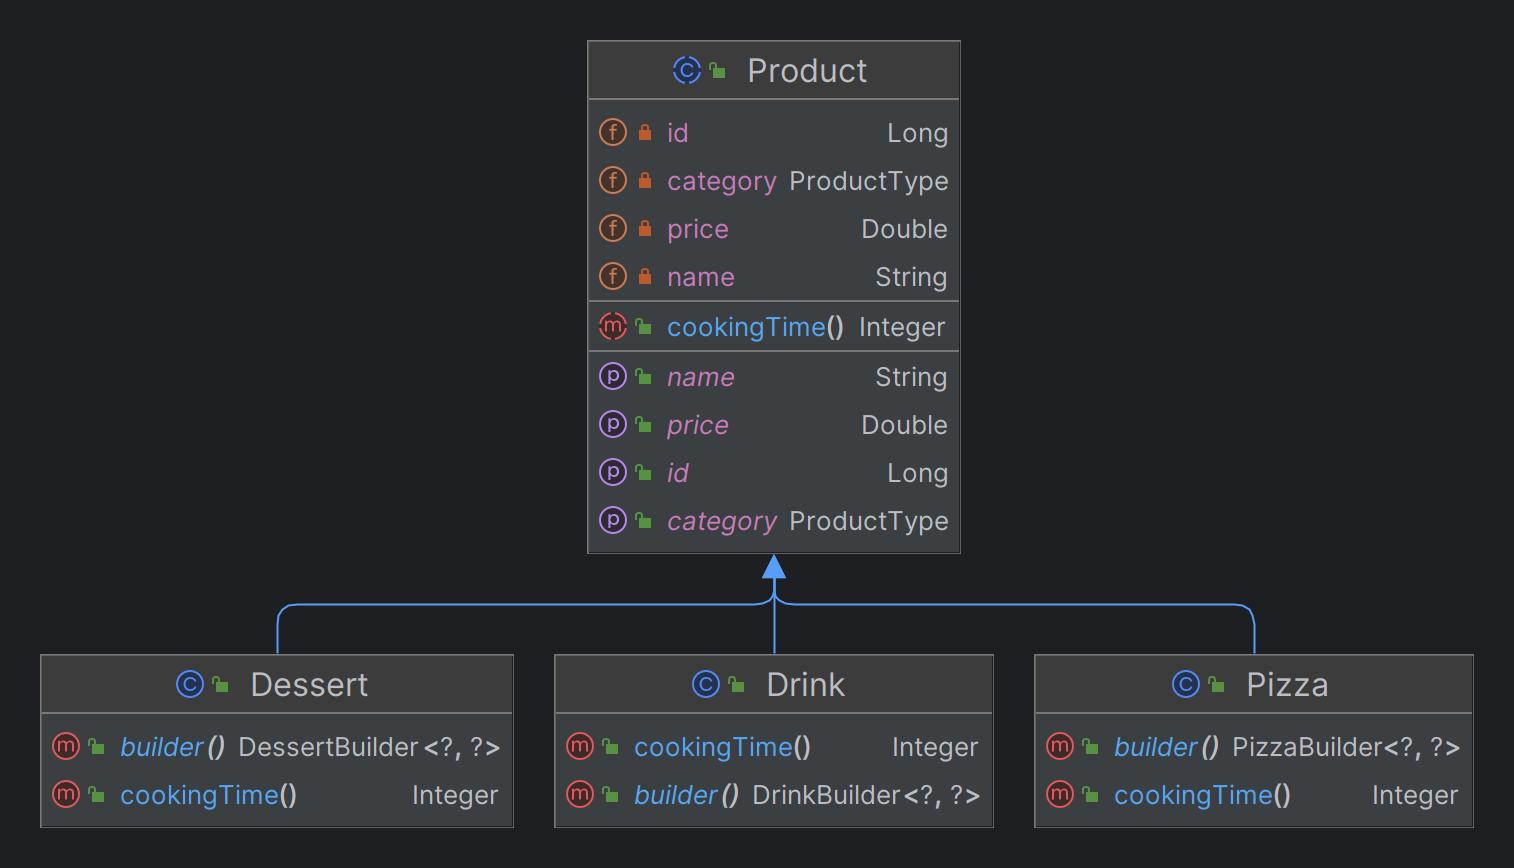 C Product
f id Long
f category ProductType
f price Double
f name String
m cookingTime() Integer
p name String
p price Double
p id Long
p category ProductType
C Dessert
m builder() DessertBuilder<?, ?>
m cookingTime() Integer
C Drink
m cookingTime() Integer
m builder() DrinkBuilder<?, ?>
C Pizza
m builder() PizzaBuilder<?, ?>
m cookingTime() Integer